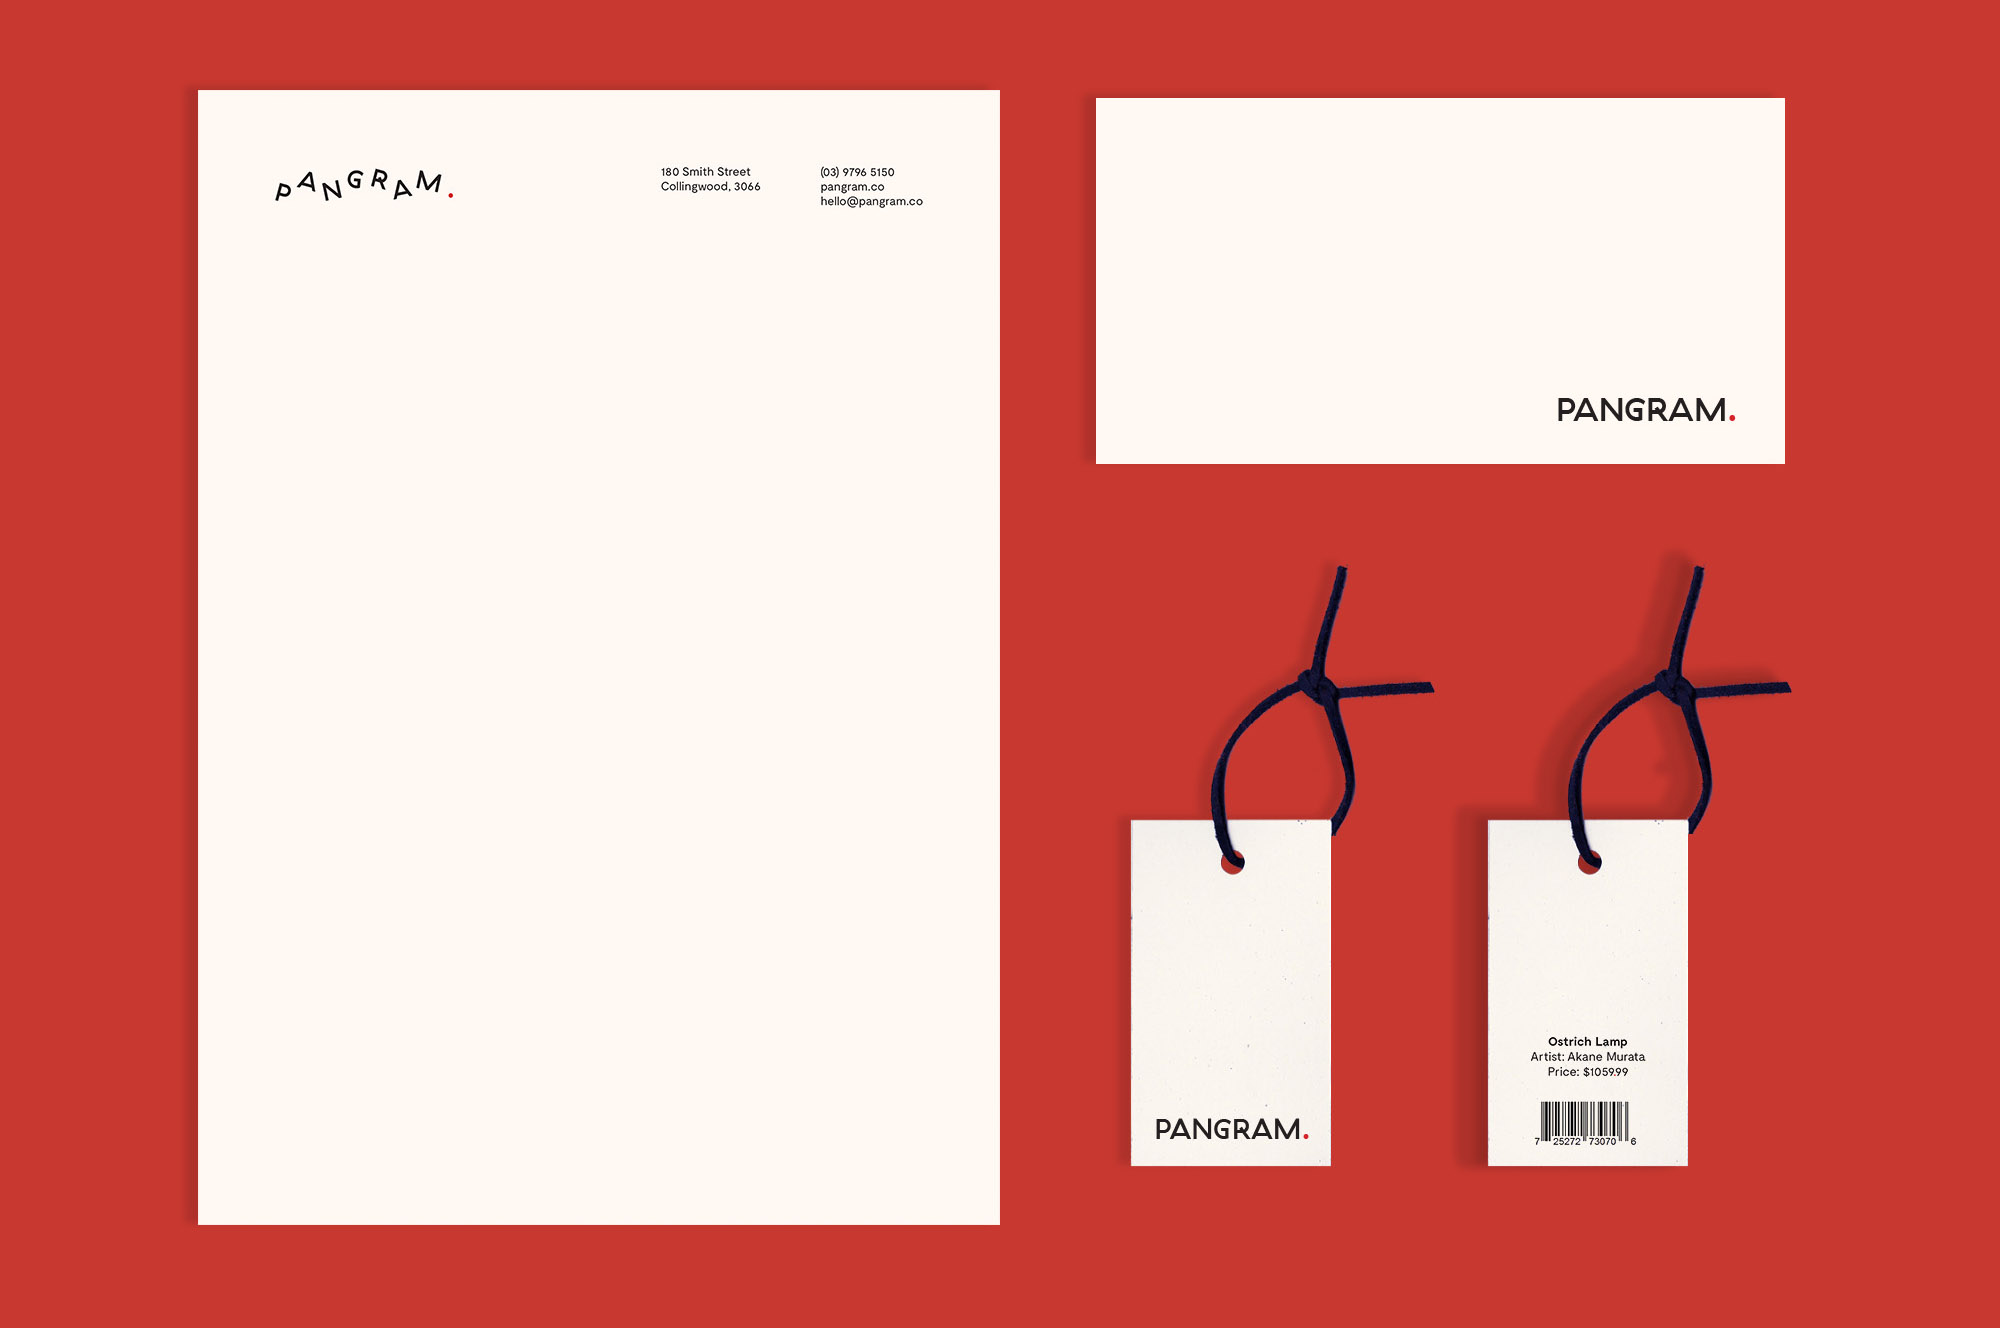 PANGRAM.
180 Smith Street
Collingwood, 3066
(03) 9796 5150
pangram.co
hello@pangram.co
PANGRAM.
PANGRAM.
Ostrich Lamp
Artist: Akane Murata
Price: $1059.99
7 25272 73070 6